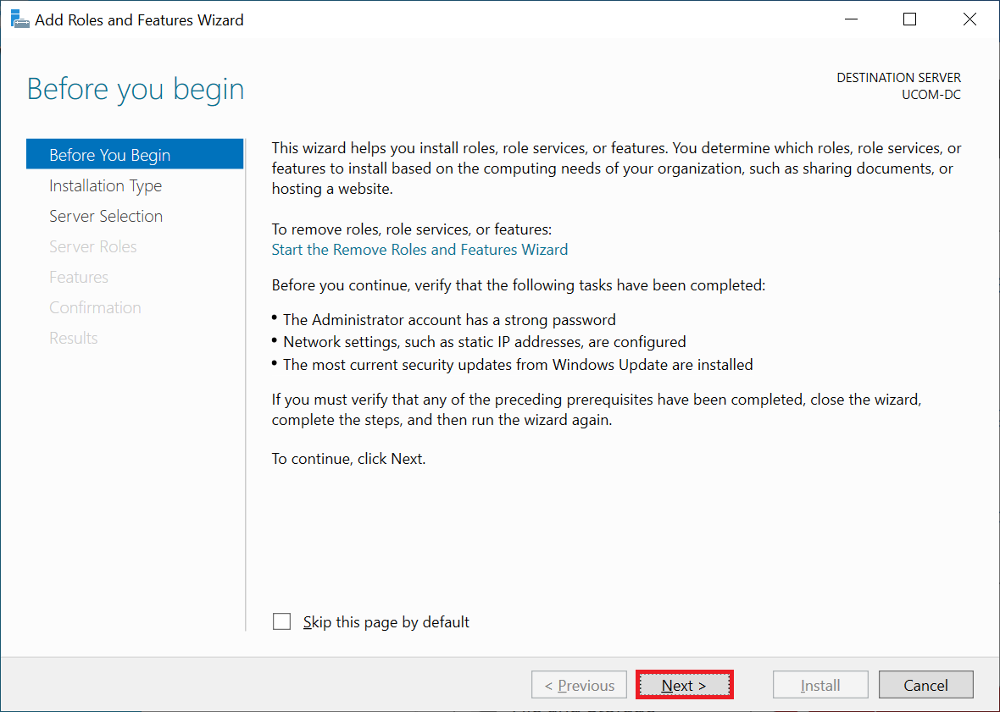 Add Roles and Features Wizard
Before you begin
DESTINATION SERVER
UCOM-DC
Before You Begin
Installation Type
Server Selection
Server Roles
Features
Confirmation
Results
This wizard helps you install roles, role services, or features. You determine which roles, role services, or
features to install based on the computing needs of your organization, such as sharing documents, or
hosting a website.
To remove roles, role services, or features:
Start the Remove Roles and Features Wizard
Before you continue, verify that the following tasks have been completed:
• The Administrator account has a strong password
• Network settings, such as static IP addresses, are configured
• The most current security updates from Windows Update are installed
If you must verify that any of the preceding prerequisites have been completed, close the wizard,
complete the steps, and then run the wizard again.
To continue, click Next.
Skip this page by default
< Previous
Next >
Install
Cancel